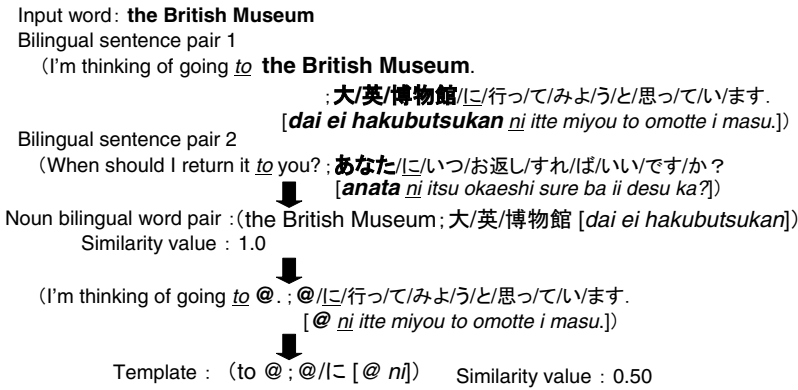 Input word: the British Museum
Bilingual sentence pair 1
(I'm thinking of going to the British Museum.
;大/英/博物館/に/行っ/て/みよ/う/と/思っ/て/い/ます.
[dai ei hakubutsukan ni itte miyou to omotte i masu.])
Bilingual sentence pair 2
(When should I return it to you? ; あなた/に/いつ/お返し/すれ/ば/いい/です/か?
[anata ni itsu okaeshi sure ba ii desu ka?])
Noun bilingual word pair :(the British Museum;大/英/博物館 [dai ei hakubutsukan])
Similarity value : 1.0
(I'm thinking of going to @. ; @/に/行っ/て/みよ/う/と/思っ/て/い/ます.
[@ ni itte miyou to omotte i masu.])
Template : (to @ ; @/に [@ ni]) Similarity value : 0.50